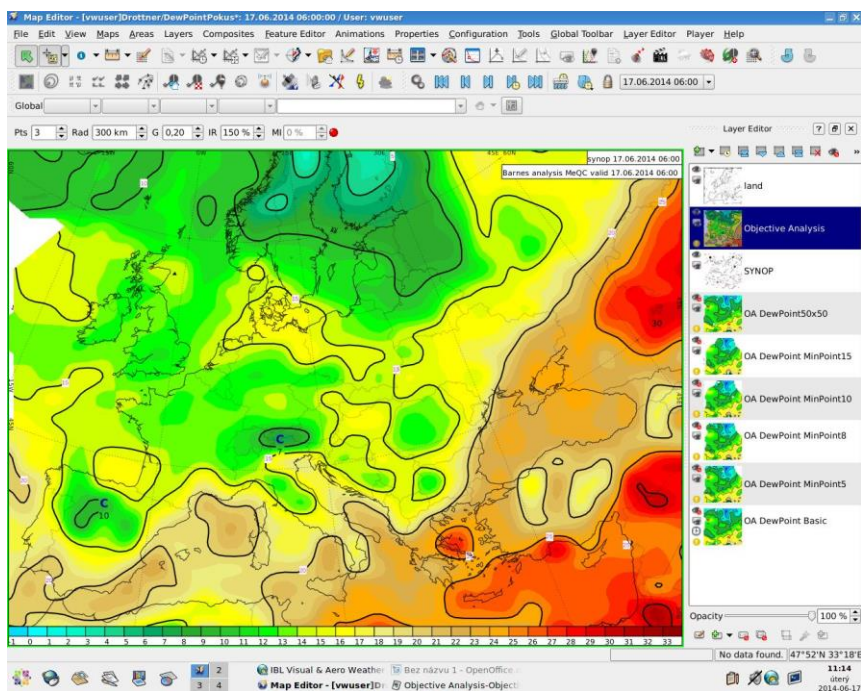 Map Editor - [vwuser]Drottner/DewPointPokus*: 17.06.2014 06:00:00 / User: vwuser
File Edit View Maps Areas Layers Composites Feature Editor Animations Properties Configuration Tools Global Toolbar Layer Editor Player Help
17.06.2014 06:00
Global
Pts 3 Rad 300 km G 0,20 IR 150 % MI 0 %
Layer Editor
synop 17.06.2014 06:00
Barnes analysis MeQC valid 17.06.2014 06:00
land
Objective Analysis
SYNOP
OA DewPoint50x50
OA DewPoint MinPoint15
OA DewPoint MinPoint10
OA DewPoint MinPoint8
OA DewPoint MinPoint5
OA DewPoint Basic
30
C
C
10
Opacity 100 %
-1 0 1 2 3 4 5 6 7 8 9 10 11 12 13 14 15 16 17 18 19 20 21 22 23 24 25 26 27 28 29 30 31 32 33
No data found. 47°52'N 33°18'E
2
3 4
IBL Visual & Aero Weather
Bez názvu 1 - OpenOffice.
Map Editor - [vwuser]Dr
Objective Analysis-Object
11:14
úterý
2014-06-17